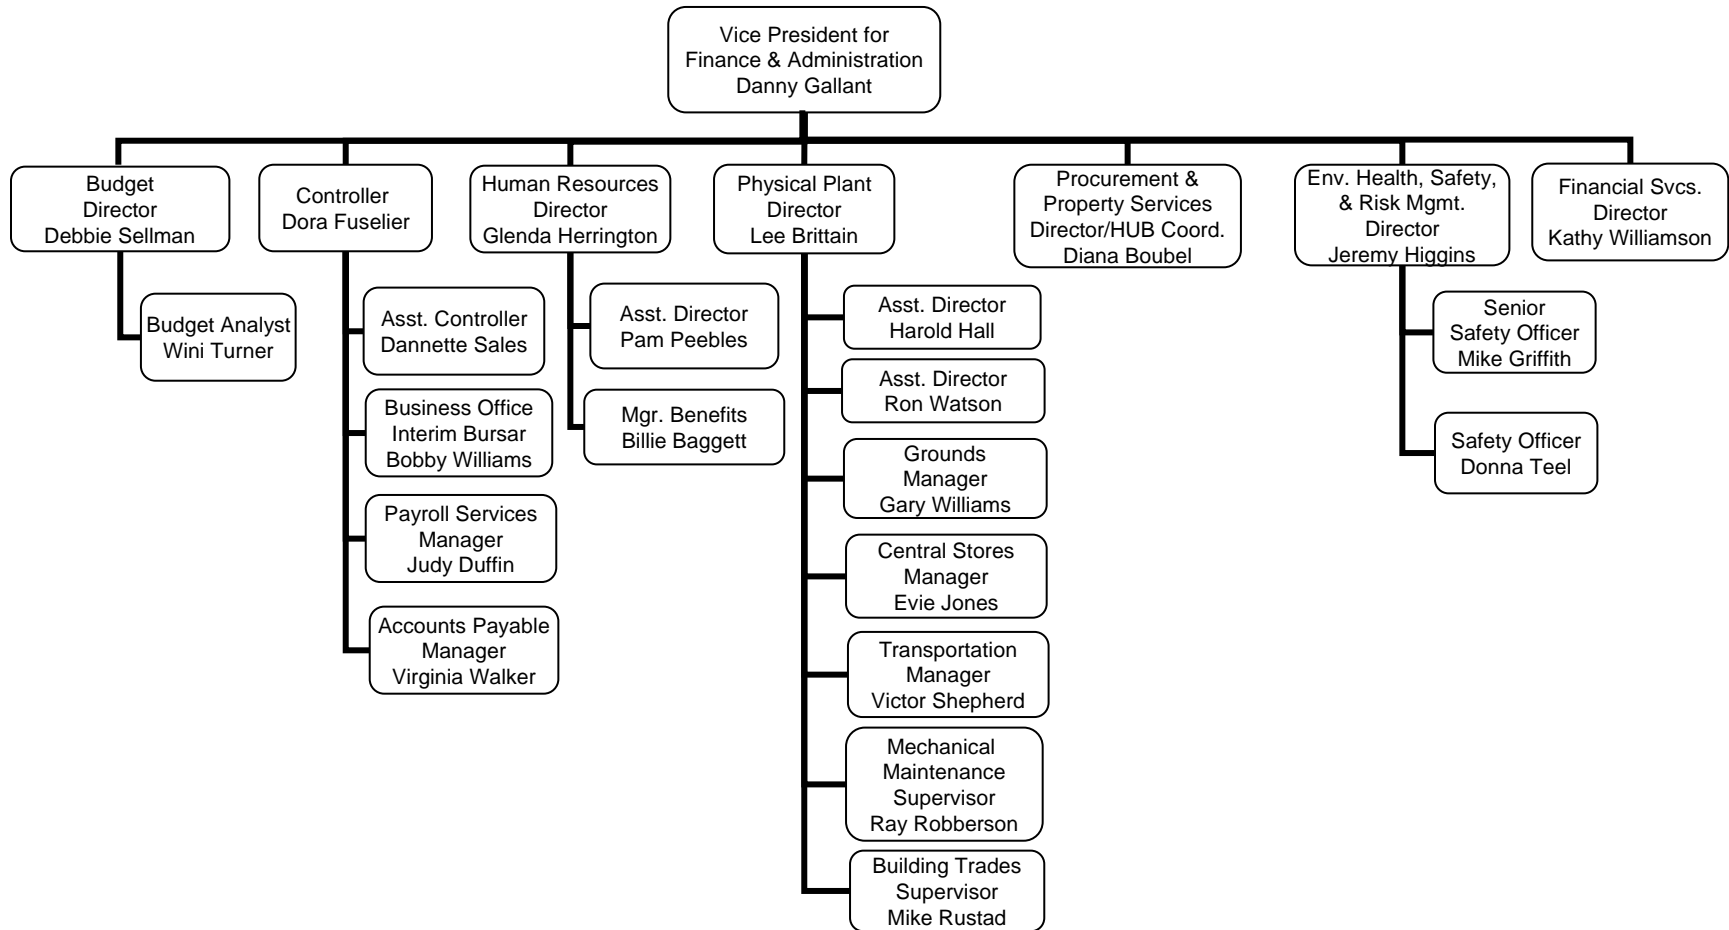 Vice President for
Finance & Administration
Danny Gallant
Budget
Director
Debbie Sellman
Controller
Dora Fuselier
Human Resources
Director
Glenda Herrington
Physical Plant
Director
Lee Brittain
Procurement &
Property Services
Director/HUB Coord.
Diana Boubel
Env. Health, Safety,
& Risk Mgmt.
Director
Jeremy Higgins
Financial Svcs.
Director
Kathy Williamson
Budget Analyst
Wini Turner
Asst. Controller
Dannette Sales
Business Office
Interim Bursar
Bobby Williams
Payroll Services
Manager
Judy Duffin
Accounts Payable
Manager
Virginia Walker
Asst. Director
Pam Peebles
Mgr. Benefits
Billie Baggett
Asst. Director
Harold Hall
Asst. Director
Ron Watson
Grounds
Manager
Gary Williams
Central Stores
Manager
Evie Jones
Transportation
Manager
Victor Shepherd
Mechanical
Maintenance
Supervisor
Ray Robberson
Building Trades
Supervisor
Mike Rustad
Senior
Safety Officer
Mike Griffith
Safety Officer
Donna Teel